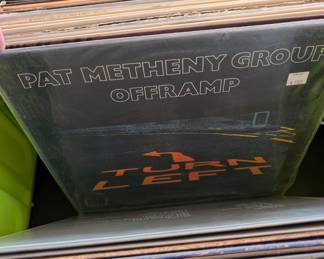 PAT METHENY GROUP
OFFRAMP
TURN
LEFT